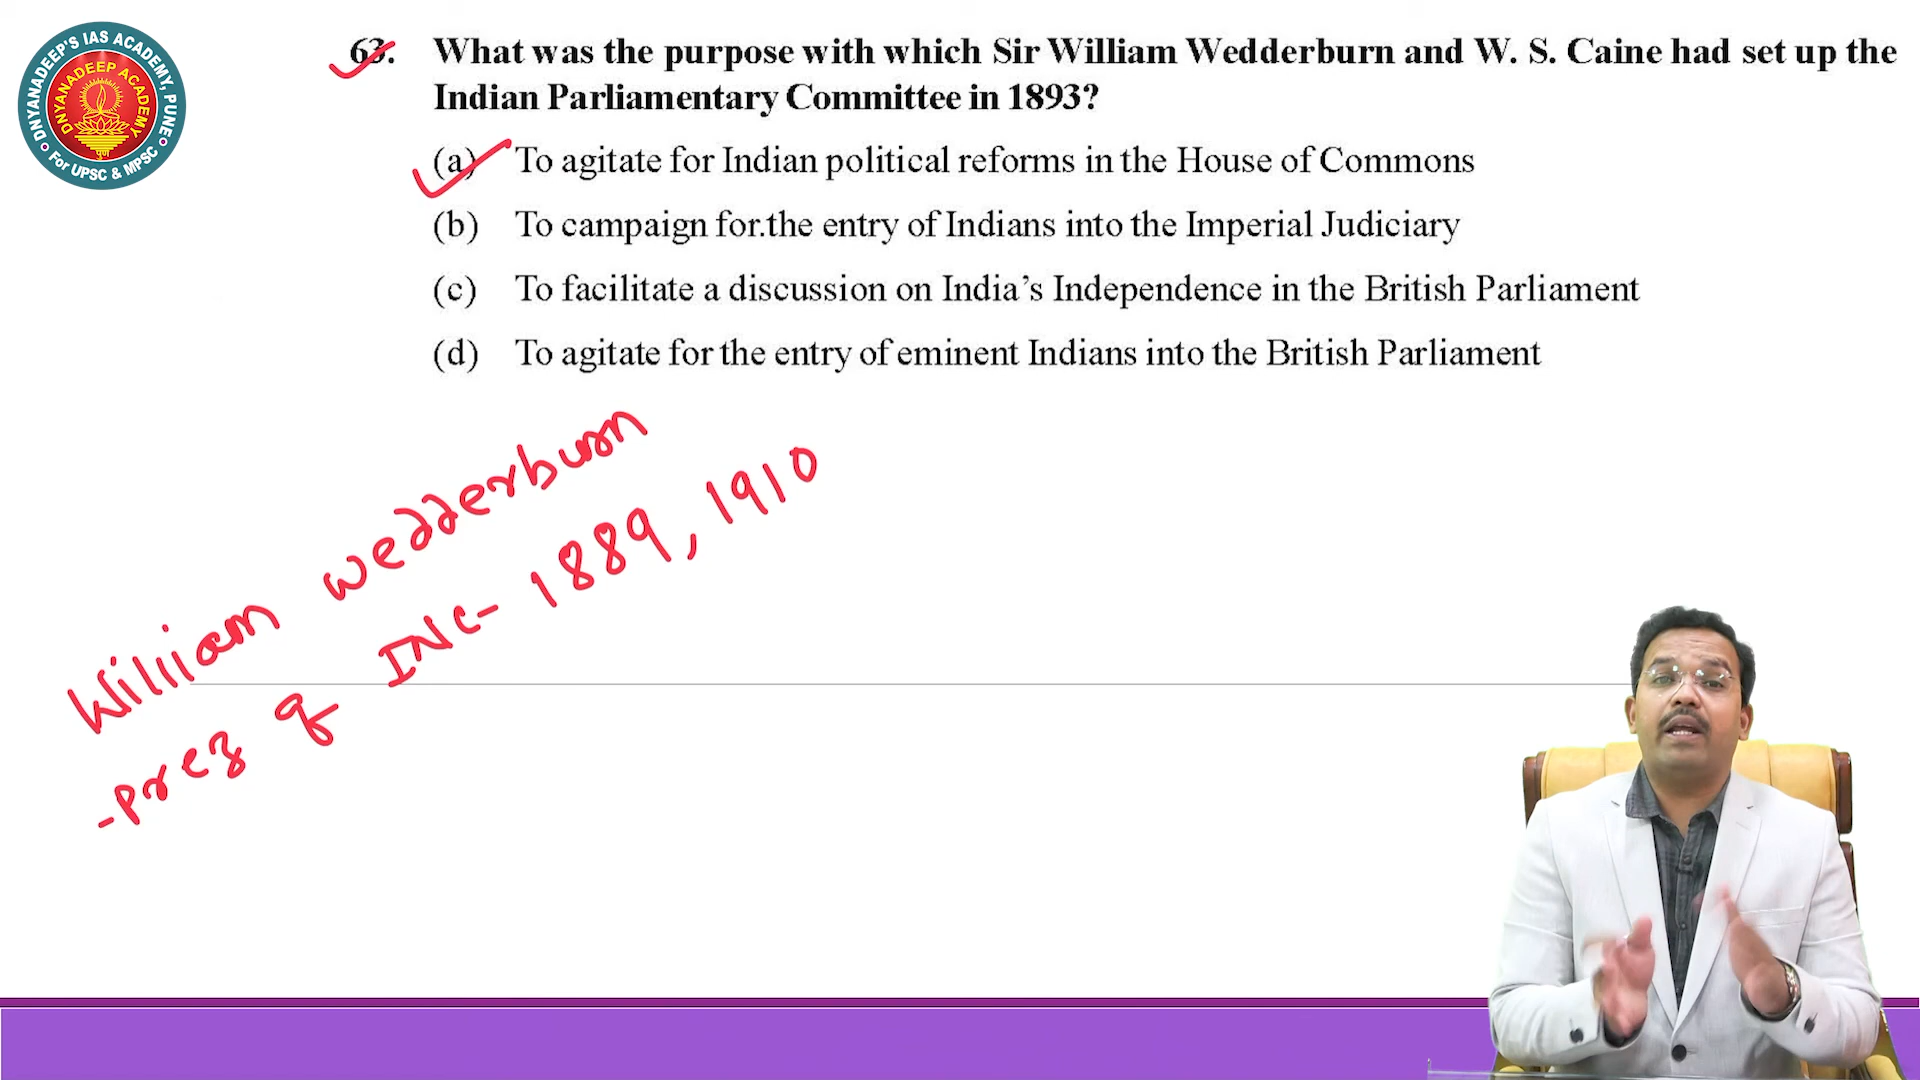 DNYANADEEP'S IAS ACADEMY, PUNE
DNYANADEEP ACADEMY
पुणे
For UPSC & MPSC
63. What was the purpose with which Sir William Wedderburn and W. S. Caine had set up the
Indian Parliamentary Committee in 1893?
(a) To agitate for Indian political reforms in the House of Commons
(b) To campaign for.the entry of Indians into the Imperial Judiciary
(c) To facilitate a discussion on India's Independence in the British Parliament
(d) To agitate for the entry of eminent Indians into the British Parliament
William Wedderburn
- Prez of INC - 1889, 1910